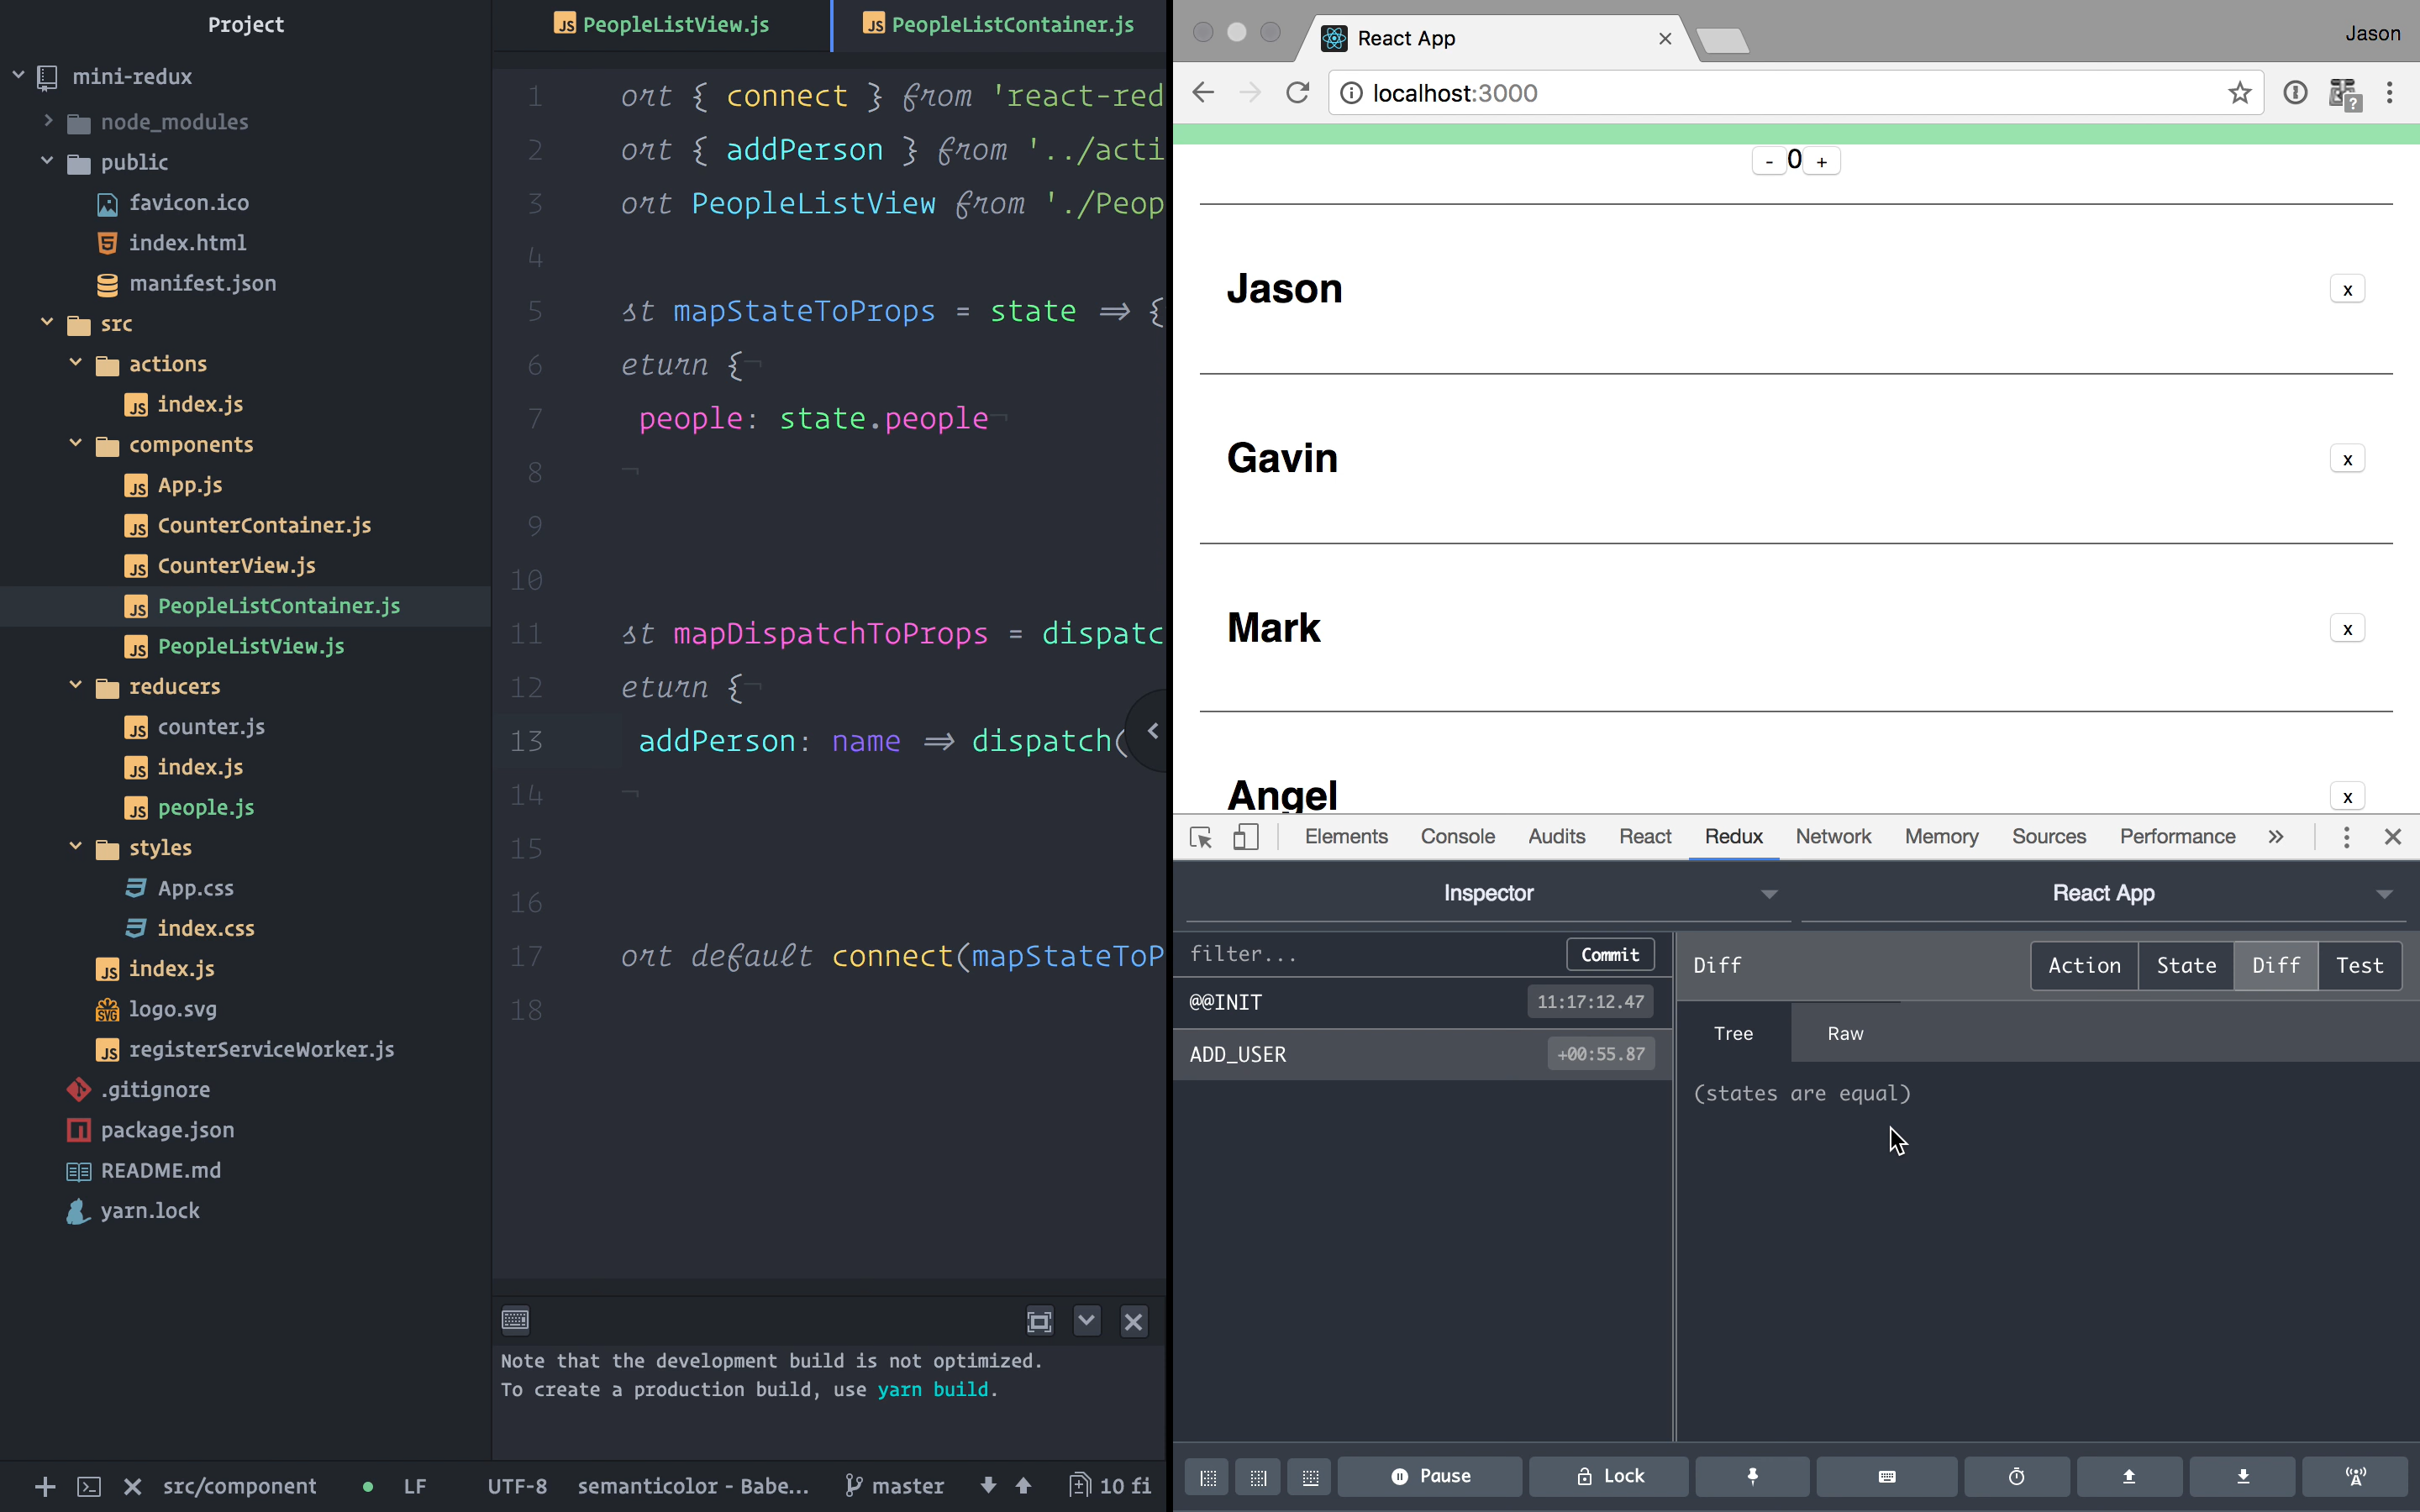 Project
mini-redux
node_modules
public
favicon.ico
index.html
manifest.json
src
actions
index.js
components
App.js
CounterContainer.js
CounterView.js
PeopleListContainer.js
PeopleListView.js
reducers
counter.js
index.js
people.js
styles
App.css
index.css
index.js
logo.svg
registerServiceWorker.js
.gitignore
package.json
README.md
yarn.lock
PeopleListView.js PeopleListContainer.js
1 ort { connect } from 'react-red
2 ort { addPerson } from '../acti
3 ort PeopleListView from './Peop
4
5 st mapStateToProps = state => {
6 eturn {¬
7 people: state.people¬
8 ¬
9
10
11 st mapDispatchToProps = dispatc
12 eturn {¬
13 addPerson: name => dispatch(
14 ¬
15
16
17 ort default connect(mapStateToP
18
Note that the development build is not optimized.
To create a production build, use yarn build.
src/component LF UTF-8 semanticolor - Babe... master 10 fi
React App
Jason
localhost:3000
- 0 +
Jason x
Gavin x
Mark x
Angel x
Elements Console Audits React Redux Network Memory Sources Performance »
Inspector React App
filter... Commit
@@INIT 11:17:12.47
ADD_USER +00:55.87
Diff Action State Diff Test
Tree Raw
(states are equal)
Pause Lock